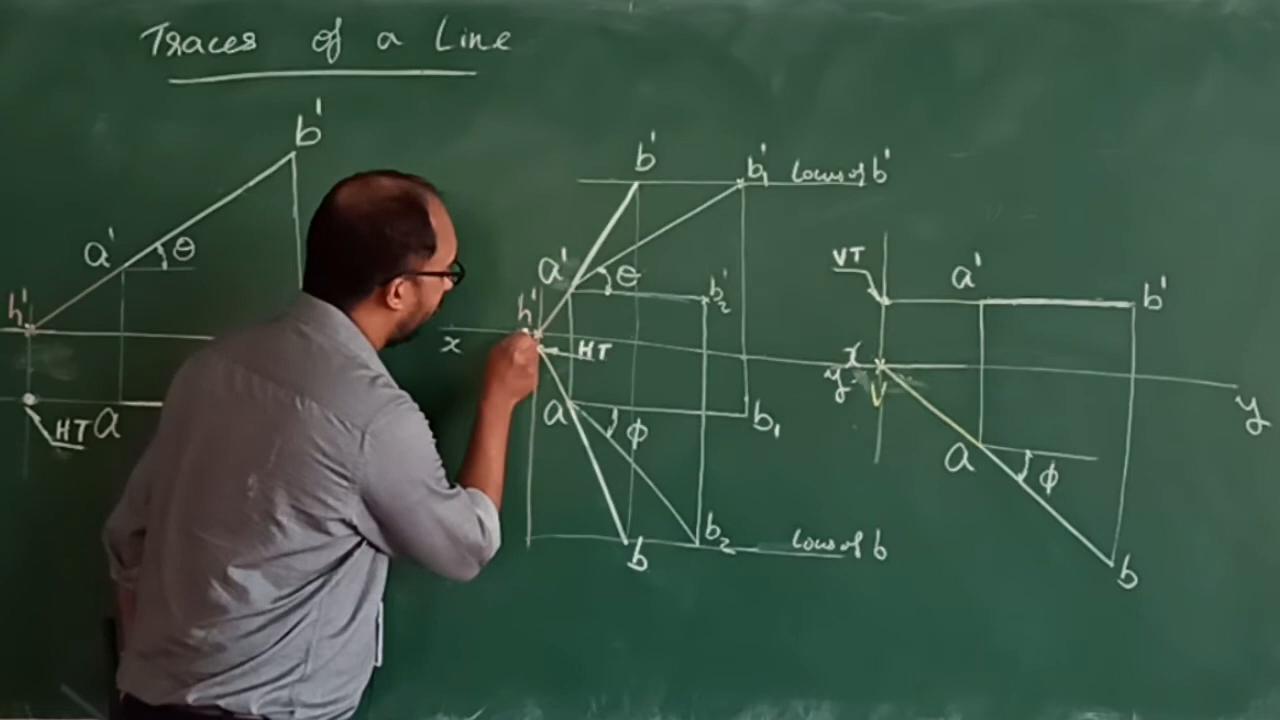 Traces of a Line
b'
a' θ
h'
HT a
b' b₁' Locus of b'
a' θ b₂'
h'
x HT
a φ b₁
b b₂ Locus of b
VT a' b'
x
y v y
a φ
b